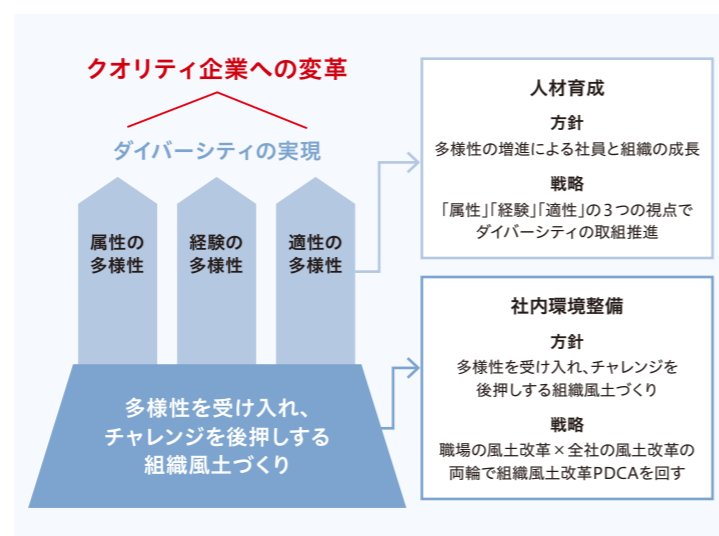 クオリティ企業への変革
ダイバーシティの実現
属性の
多様性
経験の
多様性
適性の
多様性
多様性を受け入れ、
チャレンジを後押しする
組織風土づくり
人材育成
方針
多様性の増進による社員と組織の成長
戦略
「属性」「経験」「適性」の3つの視点で
ダイバーシティの取組推進
社内環境整備
方針
多様性を受け入れ、チャレンジを
後押しする組織風土づくり
戦略
職場の風土改革×全社の風土改革の
両輪で組織風土改革PDCAを回す